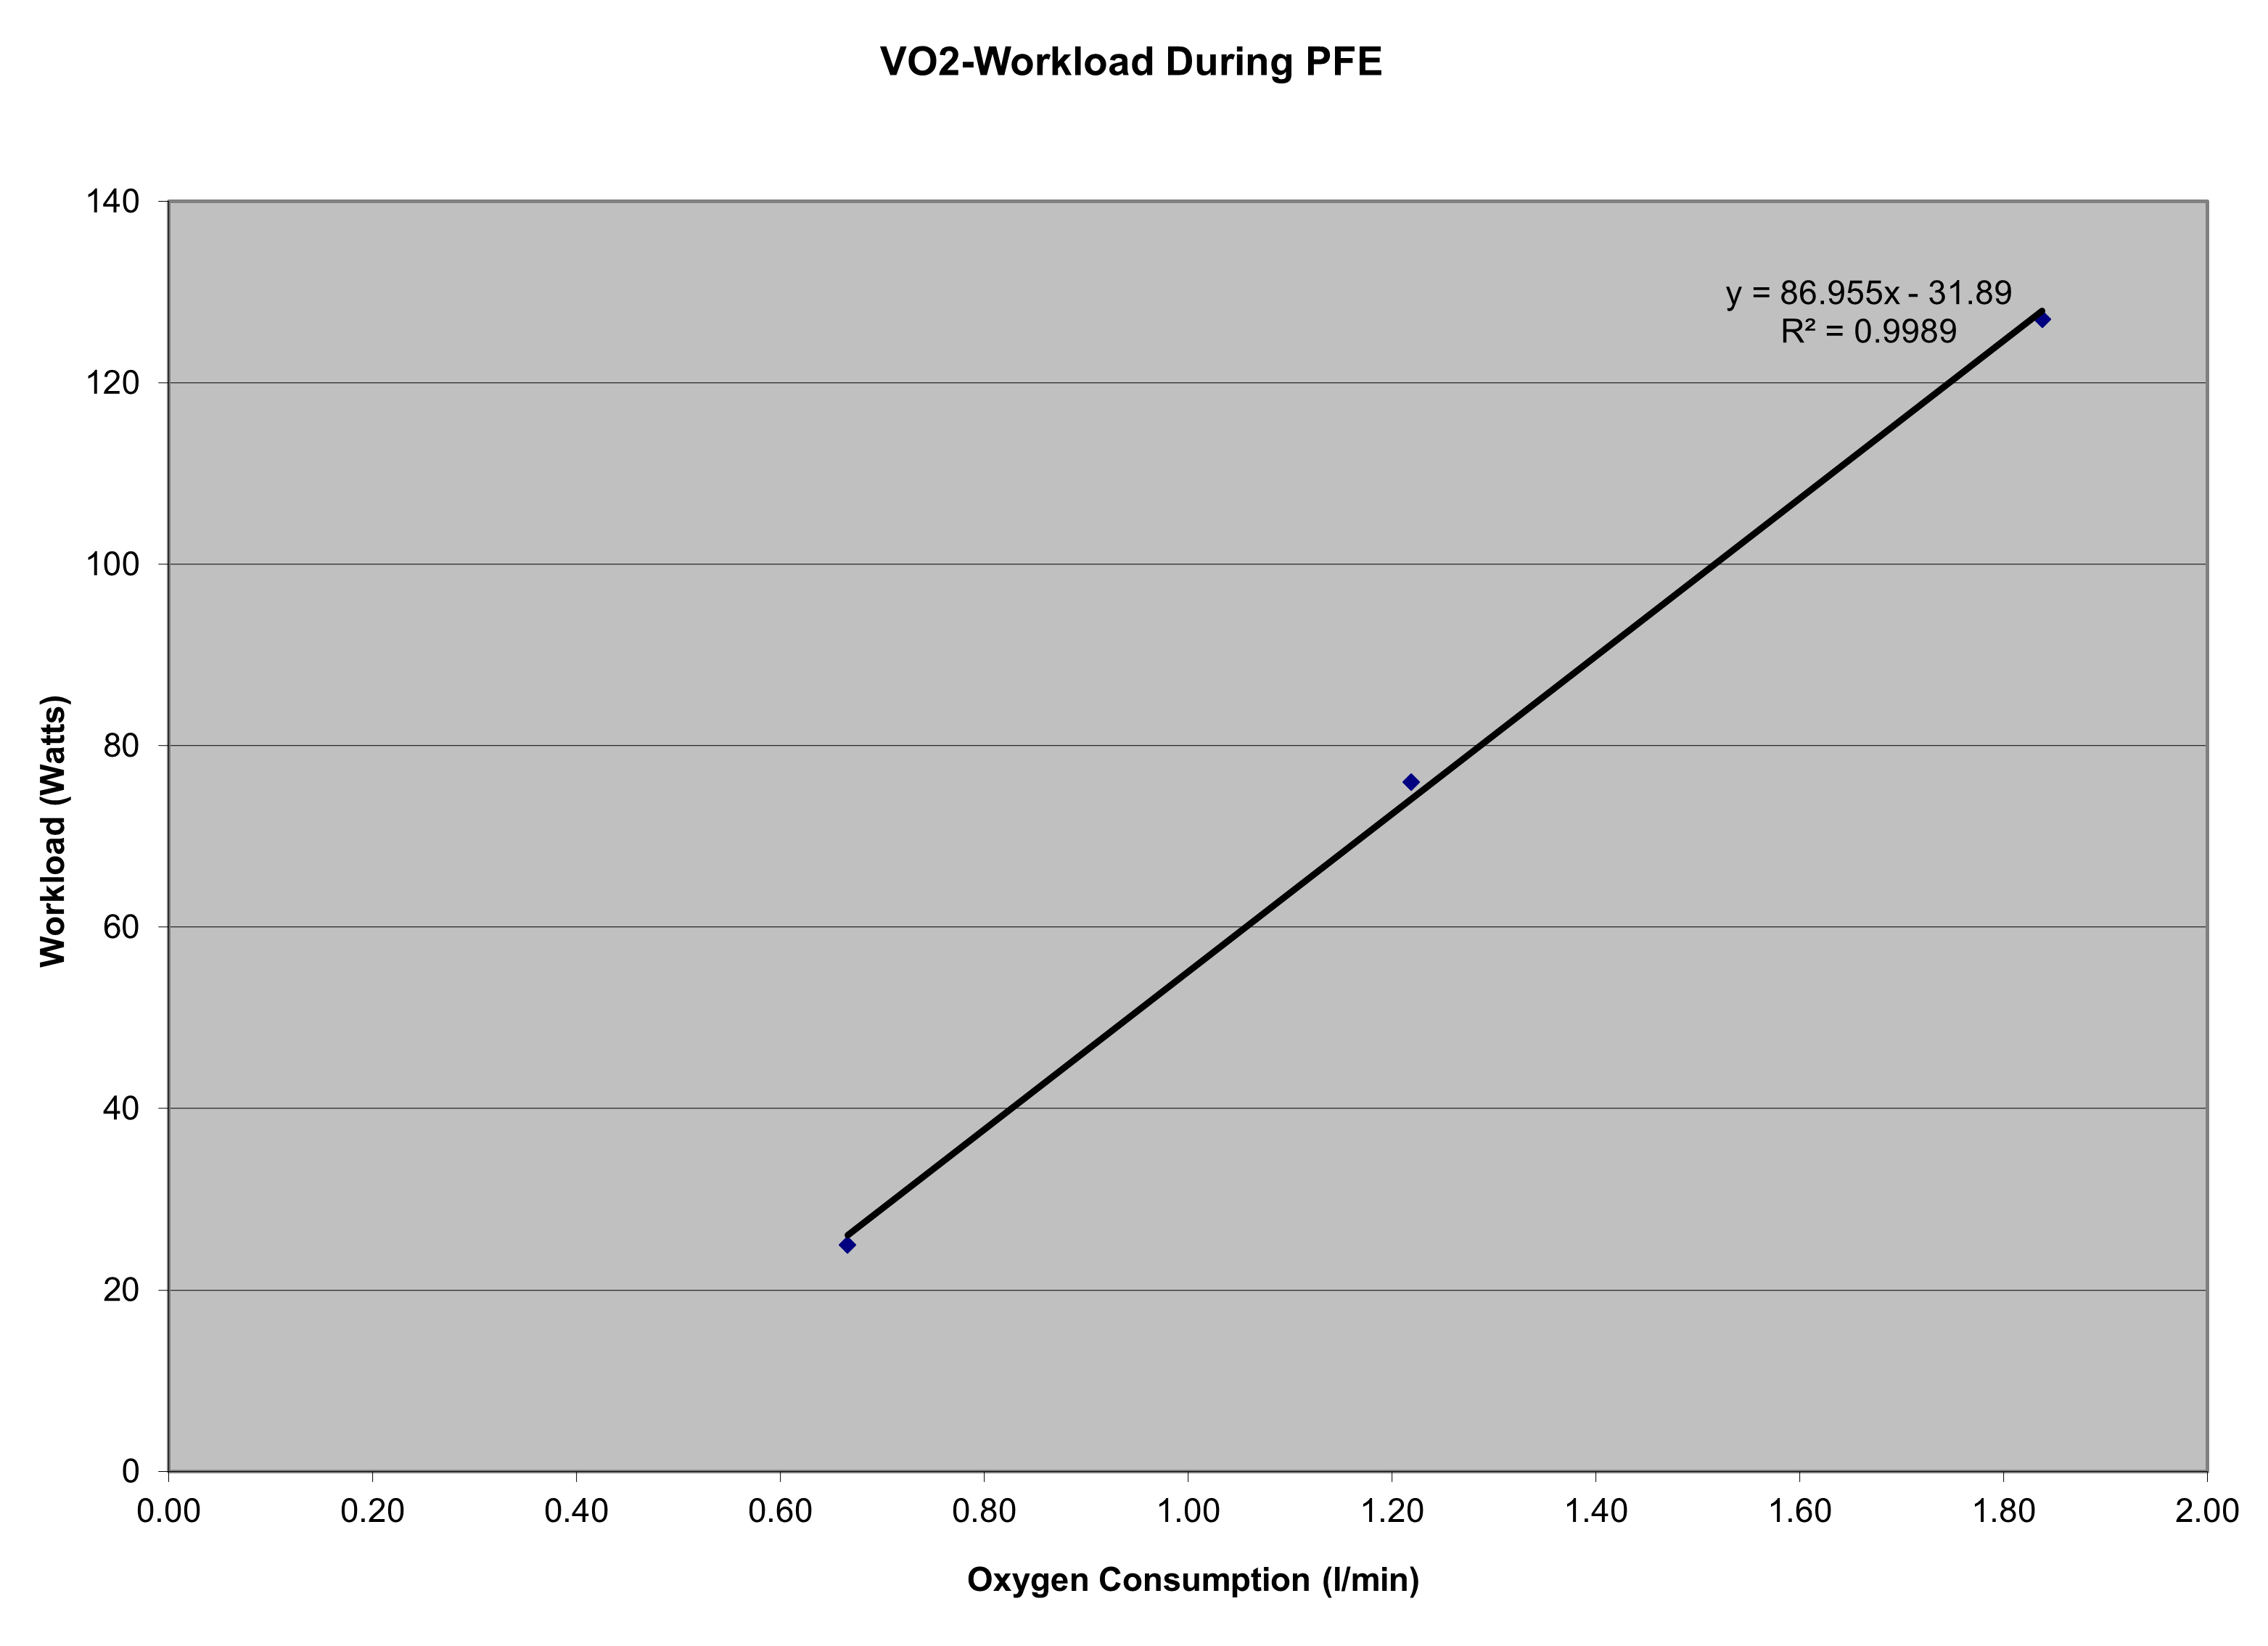 VO2-Workload During PFE
140
y = 86.955x - 31.89
R² = 0.9989
120
100
80
Workload (Watts)
60
40
20
0
0.00 0.20 0.40 0.60 0.80 1.00 1.20 1.40 1.60 1.80 2.00
Oxygen Consumption (l/min)